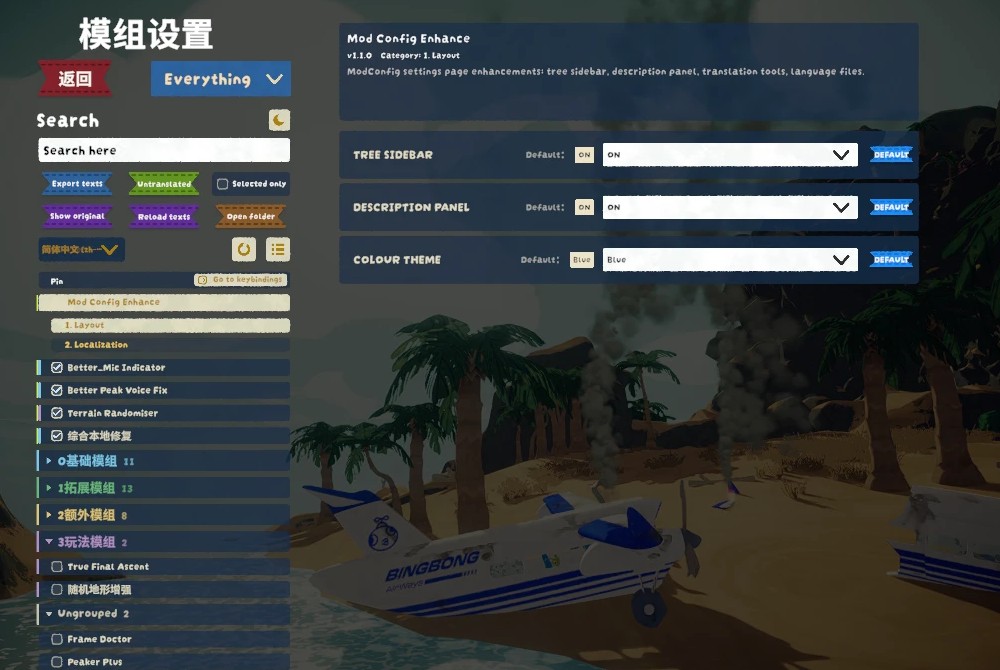 模组设置
返回
Everything
Search
Search here
Export texts
Untranslated
Selected only
Show original
Reload texts
Open folder
简体中文
Pin
Go to keybindings
Mod Config Enhance
1. Layout
2. Localization
Better_Mic Indicator
Better Peak Voice Fix
Terrain Randomiser
综合本地修复
0基础模组 11
1拓展模组 13
2额外模组 8
3玩法模组 2
True Final Ascent
随机地形增强
Ungrouped 2
Frame Doctor
Peaker Plus
Mod Config Enhance
v1.1.0 Category: 1. Layout
ModConfig settings page enhancements: tree sidebar, description panel, translation tools, language files.
TREE SIDEBAR Default: ON ON DEFAULT
DESCRIPTION PANEL Default: ON ON DEFAULT
COLOUR THEME Default: Blue Blue DEFAULT
BINGBONG